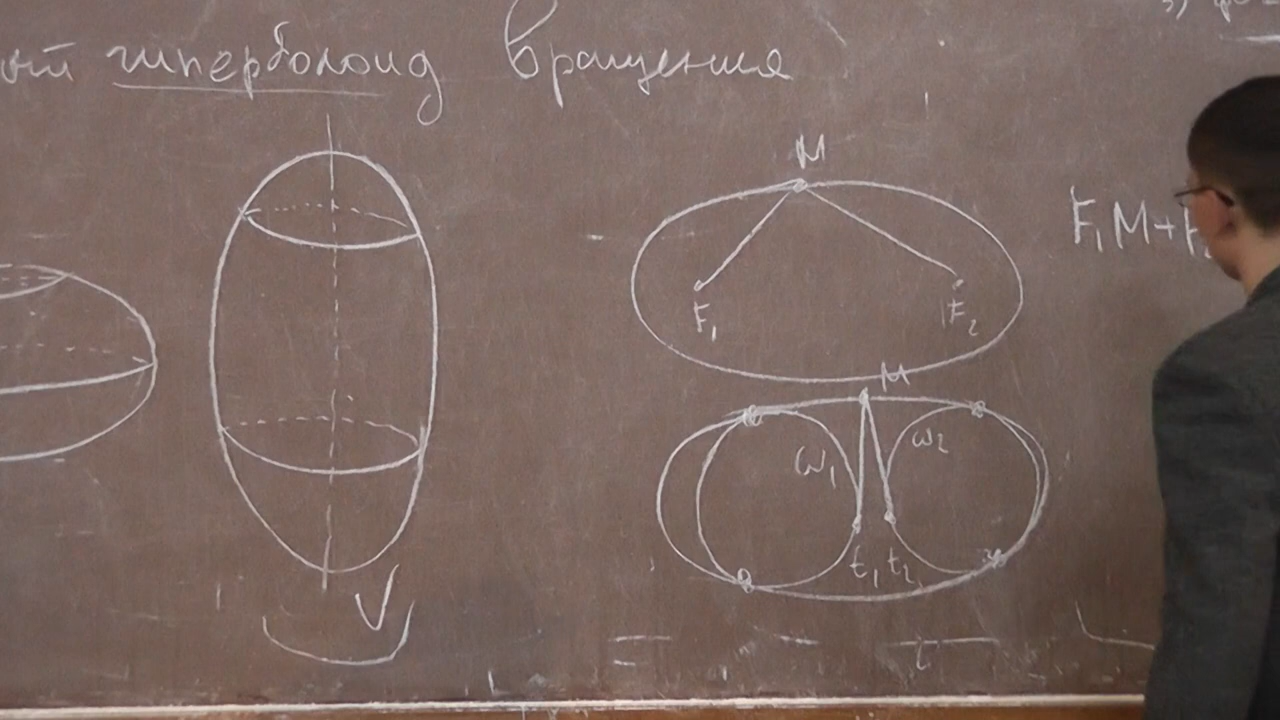 ый гиперболоид вращения
M
F₁M+F
F₁
F₂
M
ω₁
ω₂
t₁ t₂
V